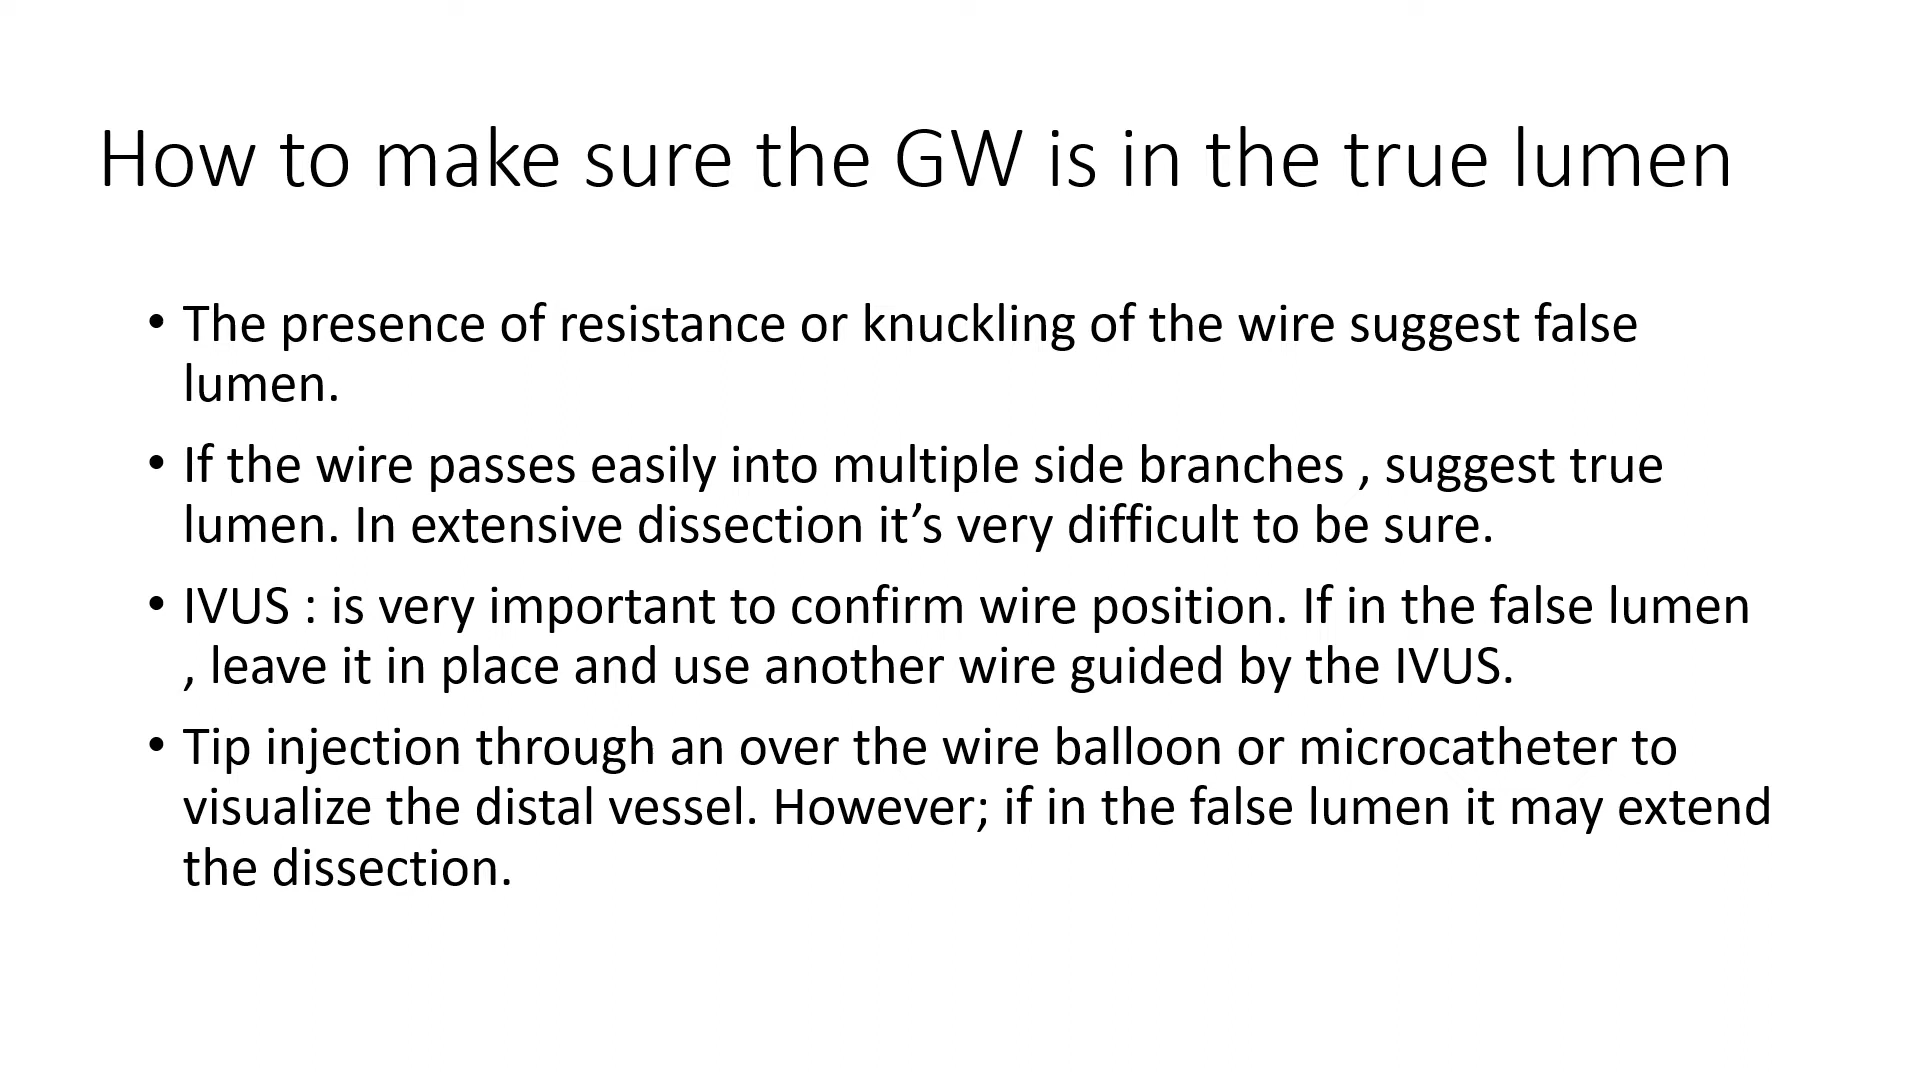 How to make sure the GW is in the true lumen
• The presence of resistance or knuckling of the wire suggest false
lumen.
• If the wire passes easily into multiple side branches , suggest true
lumen. In extensive dissection it’s very difficult to be sure.
• IVUS : is very important to confirm wire position. If in the false lumen
, leave it in place and use another wire guided by the IVUS.
• Tip injection through an over the wire balloon or microcatheter to
visualize the distal vessel. However; if in the false lumen it may extend
the dissection.